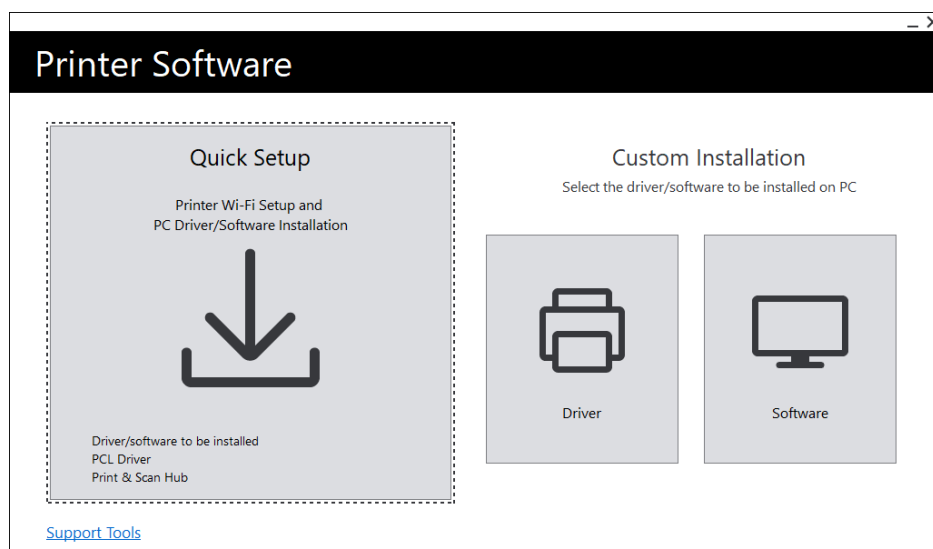 Printer Software
Quick Setup
Printer Wi-Fi Setup and
PC Driver/Software Installation
Driver/software to be installed
PCL Driver
Print & Scan Hub
Custom Installation
Select the driver/software to be installed on PC
Driver
Software
Support Tools